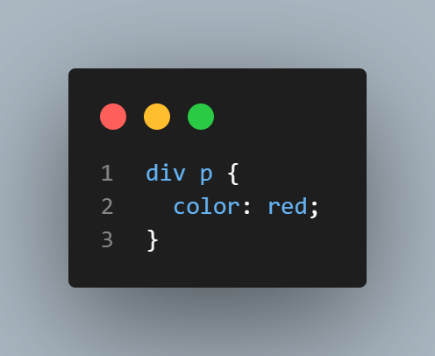 1 div p {
2   color: red;
3 }